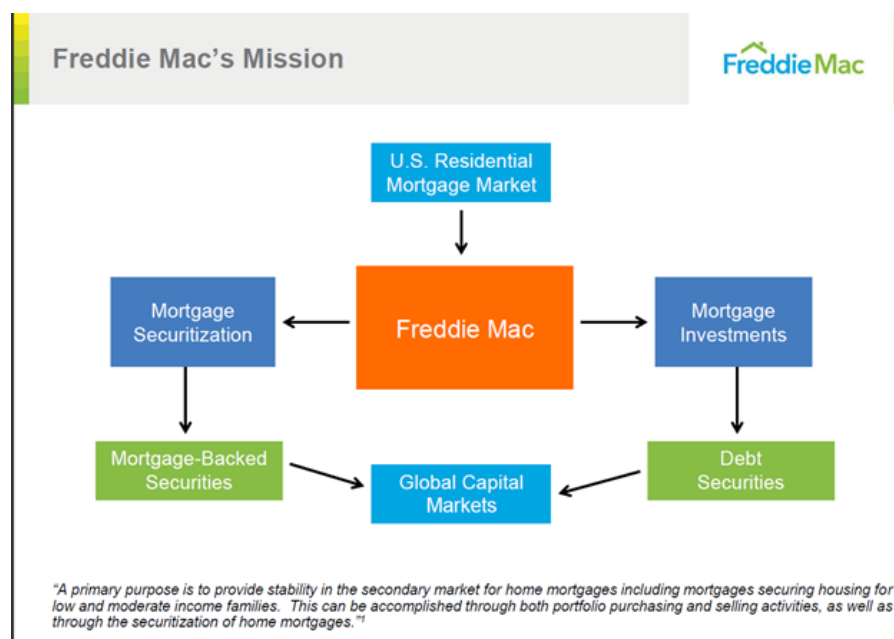 Freddie Mac's Mission
Freddie Mac
U.S. Residential
Mortgage Market
Mortgage
Securitization
Freddie Mac
Mortgage
Investments
Mortgage-Backed
Securities
Global Capital
Markets
Debt
Securities
"A primary purpose is to provide stability in the secondary market for home mortgages including mortgages securing housing for
low and moderate income families.  This can be accomplished through both portfolio purchasing and selling activities, as well as
through the securitization of home mortgages."1